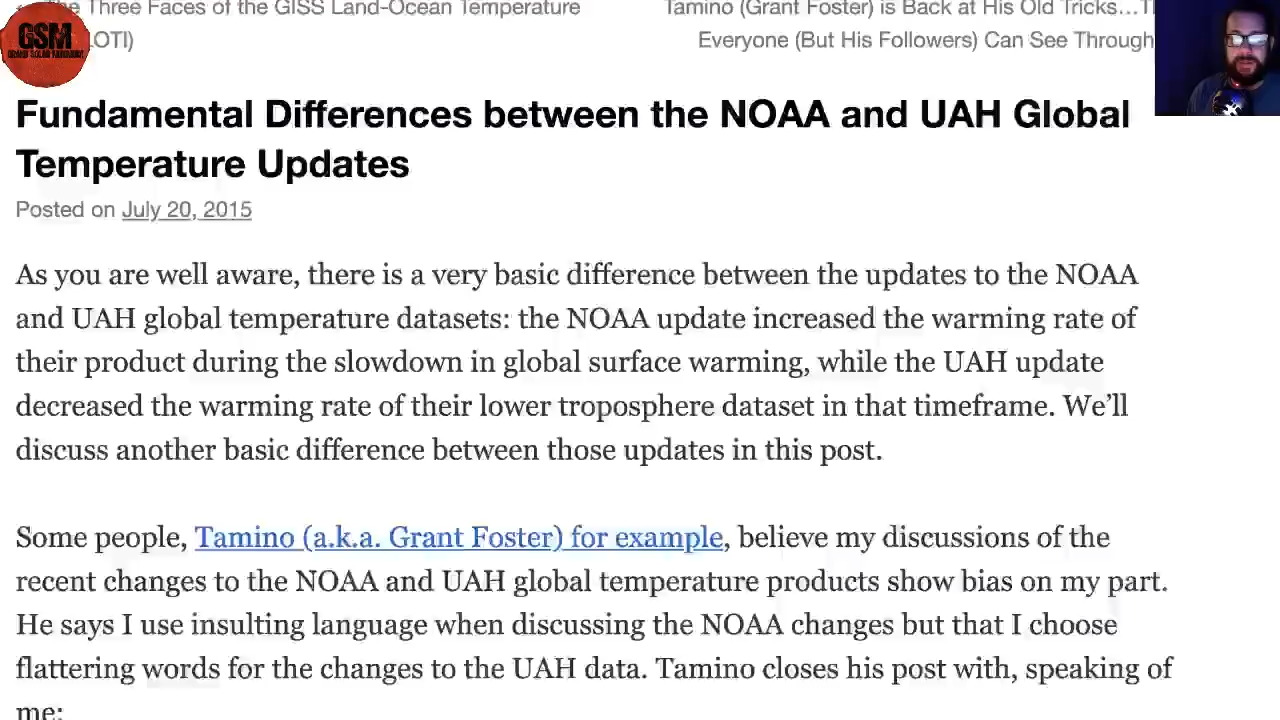 The Three Faces of the GISS Land-Ocean Temperature
OTI)
Tamino (Grant Foster) is Back at His Old Tricks…
Everyone (But His Followers) Can See Through
GSM
GRAND SOLAR MINIMUM
Fundamental Differences between the NOAA and UAH Global
Temperature Updates
Posted on July 20, 2015
As you are well aware, there is a very basic difference between the updates to the NOAA
and UAH global temperature datasets: the NOAA update increased the warming rate of
their product during the slowdown in global surface warming, while the UAH update
decreased the warming rate of their lower troposphere dataset in that timeframe. We’ll
discuss another basic difference between those updates in this post.
Some people, Tamino (a.k.a. Grant Foster) for example, believe my discussions of the
recent changes to the NOAA and UAH global temperature products show bias on my part.
He says I use insulting language when discussing the NOAA changes but that I choose
flattering words for the changes to the UAH data. Tamino closes his post with, speaking of
me: